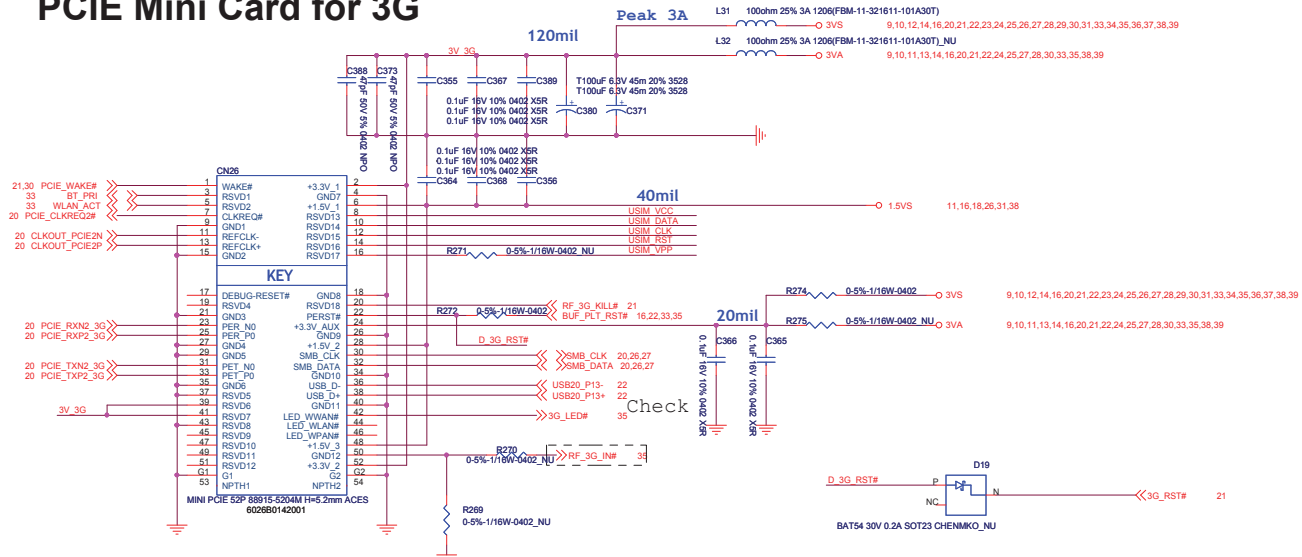 PCIE Mini Card for 3G
Peak 3A
L31 100ohm 25% 3A 1206(FBM-11-321611-101A30T)
3VS 9,10,12,14,16,20,21,22,23,24,25,26,27,28,29,30,31,33,34,35,36,37,38,39
120mil
L32 100ohm 25% 3A 1206(FBM-11-321611-101A30T)_NU
3V_3G
3VA 9,10,11,13,14,16,20,21,22,24,25,27,28,30,33,35,38,39
C388
47pF 50V 5% 0402 NPO
C373
47pF 50V 5% 0402 NPO
C355
C367
C389
T100uF 6.3V 45m 20% 3528
T100uF 6.3V 45m 20% 3528
0.1uF 16V 10% 0402 X5R
0.1uF 16V 10% 0402 X5R
0.1uF 16V 10% 0402 X5R
C380
C371
0.1uF 16V 10% 0402 X5R
0.1uF 16V 10% 0402 X5R
0.1uF 16V 10% 0402 X5R
C364
C368
C356
CN26
40mil
1.5VS 11,16,18,26,31,38
21,30 PCIE_WAKE# 1 WAKE# +3.3V_1 2
33 BT_PRI 3 RSVD1 GND7 4
33 WLAN_ACT 5 RSVD2 +1.5V_1 6
20 PCIE_CLKREQ2# 7 CLKREQ# RSVD13 8 USIM_VCC
9 GND1 RSVD14 10 USIM_DATA
20 CLKOUT_PCIE2N 11 REFCLK- RSVD15 12 USIM_CLK
20 CLKOUT_PCIE2P 13 REFCLK+ RSVD16 14 USIM_RST
15 GND2 RSVD17 16 USIM_VPP
R271 0-5%-1/16W-0402_NU
KEY
17 DEBUG-RESET# GND8 18
19 RSVD4 RSVD18 20 RF_3G_KILL# 21
21 GND3 PERST# 22 R272 0-5%-1/16W-0402 BUF_PLT_RST# 16,22,33,35
20 PCIE_RXN2_3G 23 PER_N0 +3.3V_AUX 24
20 PCIE_RXP2_3G 25 PER_P0 GND9 26
27 GND4 +1.5V_2 28 D_3G_RST#
29 GND5 SMB_CLK 30 SMB_CLK 20,26,27
20 PCIE_TXN2_3G 31 PET_N0 SMB_DATA 32 SMB_DATA 20,26,27
20 PCIE_TXP2_3G 33 PET_P0 GND10 34
35 GND6 USB_D- 36 USB20_P13- 22
37 RSVD5 USB_D+ 38 USB20_P13+ 22
39 RSVD6 GND11 40
3V_3G 41 RSVD7 LED_WWAN# 42 3G_LED# 35
43 RSVD8 LED_WLAN# 44
45 RSVD9 LED_WPAN# 46
47 RSVD10 +1.5V_3 48
49 RSVD11 GND12 50
51 RSVD12 +3.3V_2 52
G1 G1 G2 G2
53 NPTH1 NPTH2 54
MINI PCIE 52P 88915-5204M H=5.2mm ACES
6026B0142001
Check
R270
0-5%-1/16W-0402_NU
RF_3G_IN# 35
R269
0-5%-1/16W-0402_NU
R274 0-5%-1/16W-0402
3VS 9,10,12,14,16,20,21,22,23,24,25,26,27,28,29,30,31,33,34,35,36,37,38,39
20mil
R275 0-5%-1/16W-0402_NU
3VA 9,10,11,13,14,16,20,21,22,24,25,27,28,30,33,35,38,39
C366
0.1uF 16V 10% 0402 X5R
C365
0.1uF 16V 10% 0402 X5R
D19
D_3G_RST# P
NC
N
3G_RST# 21
BAT54 30V 0.2A SOT23 CHENMKO_NU